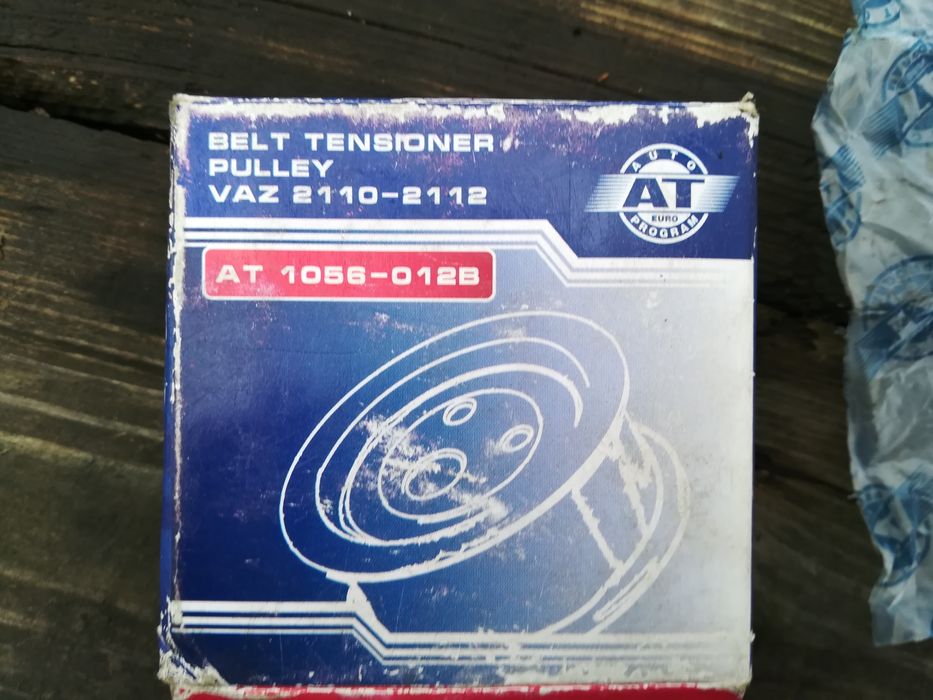 BELT TENSIONER
PULLEY
VAZ 2110-2112
AUTO
AT
EURO
PROGRAM
AT 1056-012B